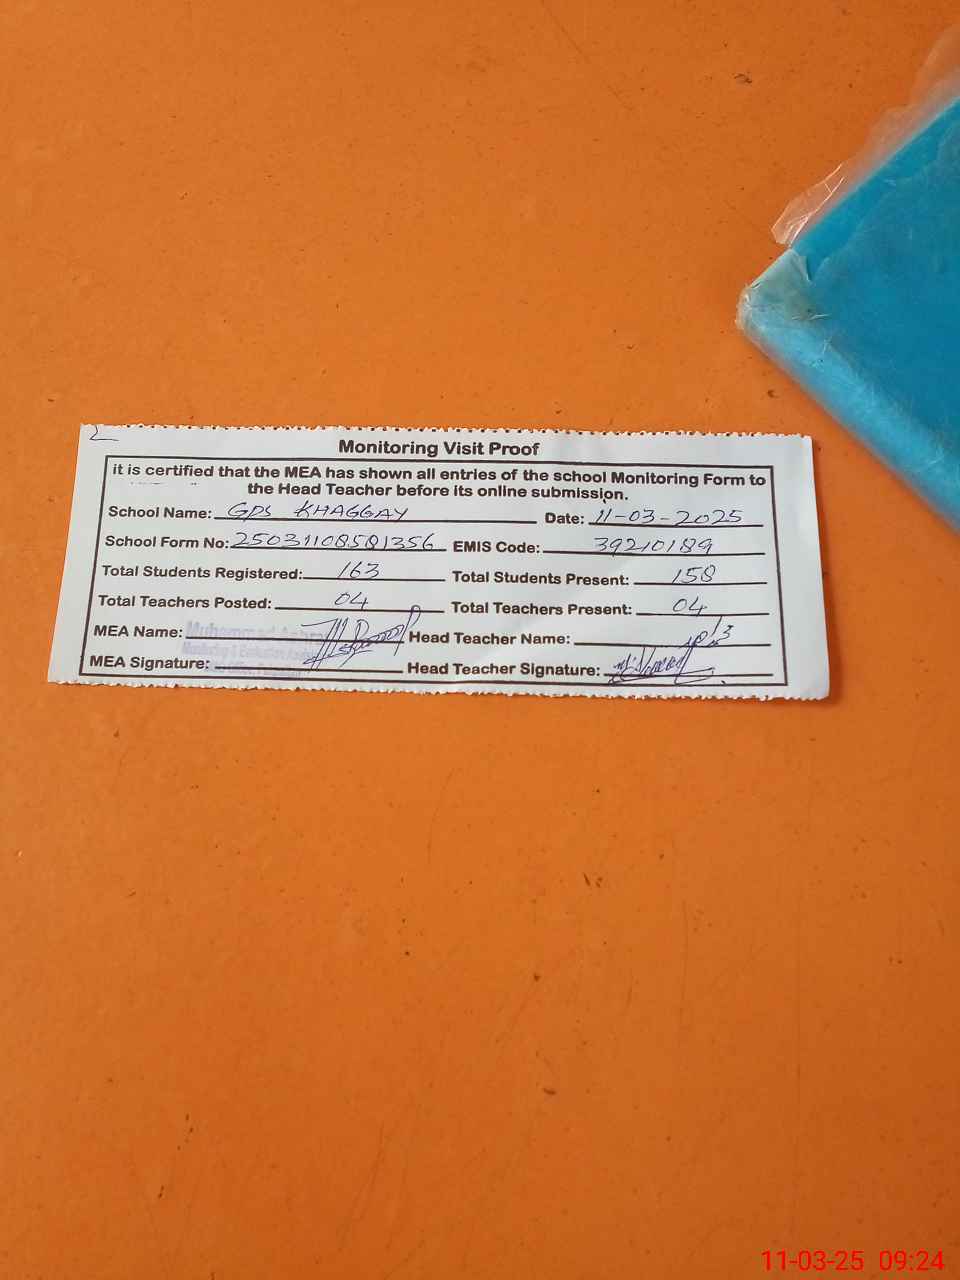 Monitoring Visit Proof
it is certified that the MEA has shown all entries of the school Monitoring Form to
the Head Teacher before its online submission.
School Name: GPS KHAGGAY Date: 11-03-2025
School Form No: 25031108581356 EMIS Code: 39210189
Total Students Registered: 163 Total Students Present: 158
Total Teachers Posted: 04 Total Teachers Present: 04
MEA Name: Muhammad Head Teacher Name:
MEA Signature: Head Teacher Signature:
11-03-25 09:24